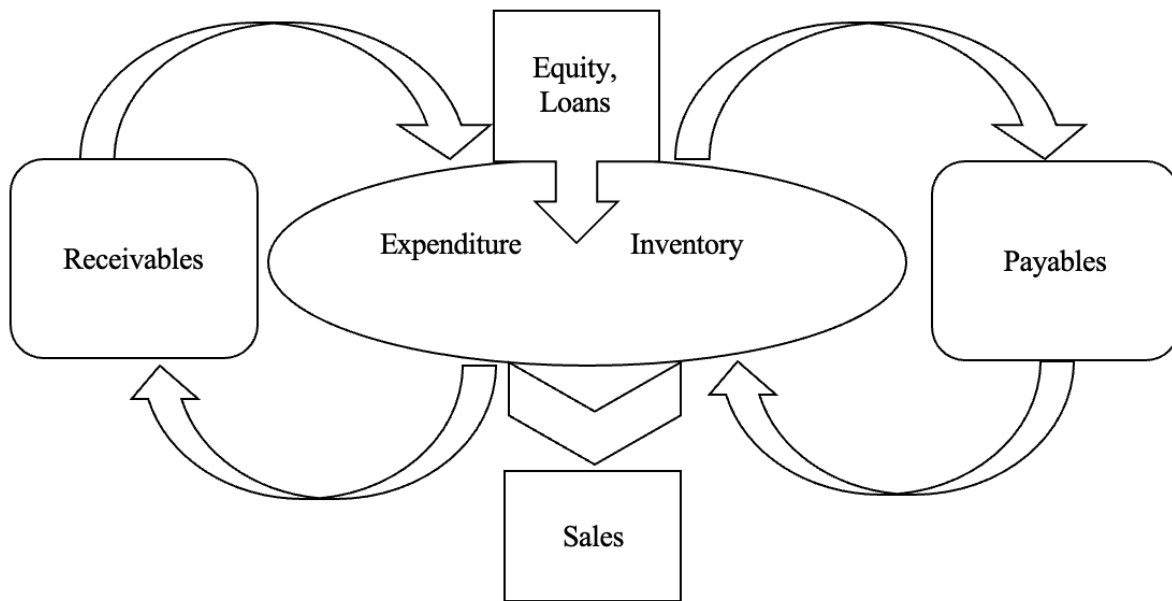 Equity,
Loans
Receivables
Expenditure
Inventory
Payables
Sales